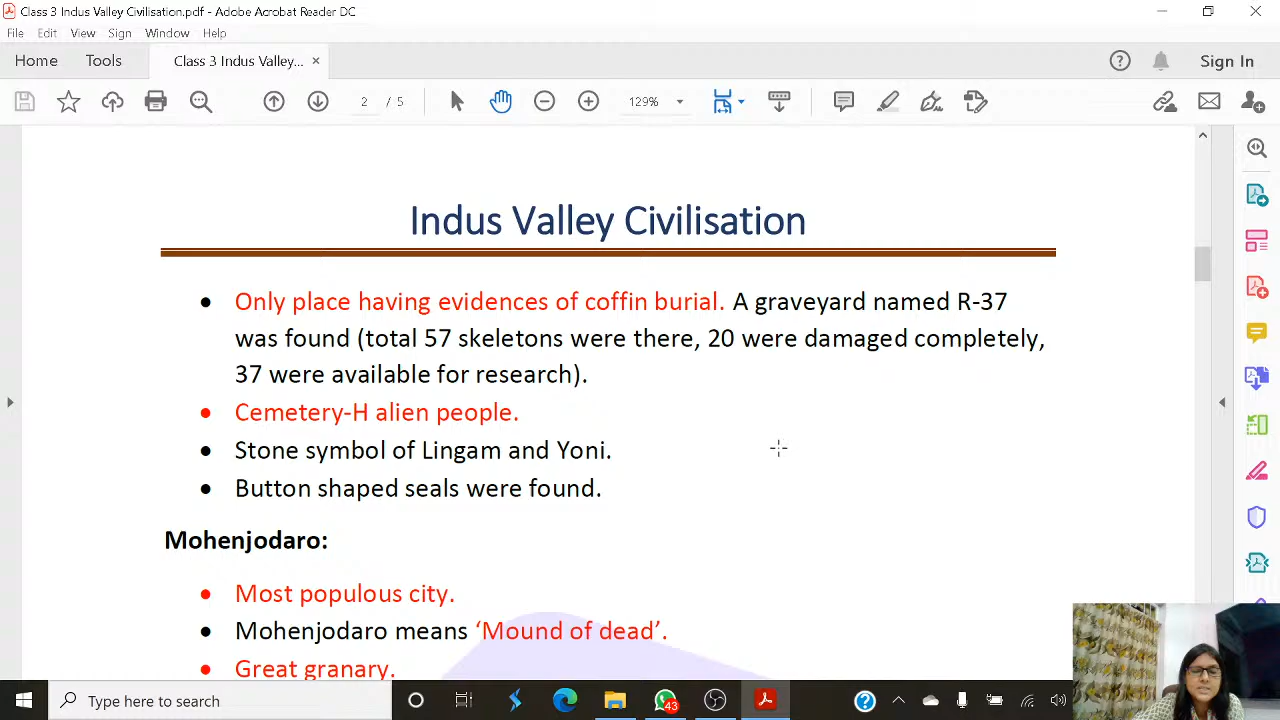 Class 3 Indus Valley Civilisation.pdf - Adobe Acrobat Reader DC
File Edit View Sign Window Help
Home Tools Class 3 Indus Valley... × Sign In
2 / 5 129%
Indus Valley Civilisation
• Only place having evidences of coffin burial. A graveyard named R-37
was found (total 57 skeletons were there, 20 were damaged completely,
37 were available for research).
• Cemetery-H alien people.
• Stone symbol of Lingam and Yoni.
• Button shaped seals were found.
Mohenjodaro:
• Most populous city.
• Mohenjodaro means ‘Mound of dead’.
• Great granary.
Type here to search 43